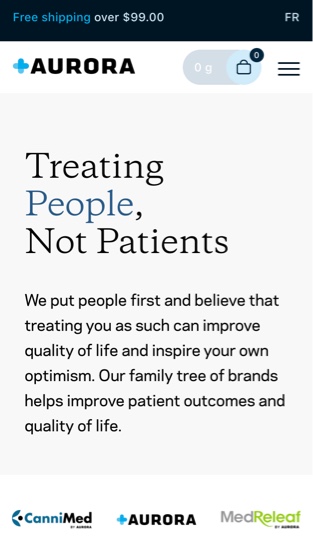 Free shipping over $99.00
FR
AURORA
0 g
0
Treating
People,
Not Patients
We put people first and believe that
treating you as such can improve
quality of life and inspire your own
optimism. Our family tree of brands
helps improve patient outcomes and
quality of life.
CanniMed
BY AURORA
AURORA
MedReleaf
BY AURORA